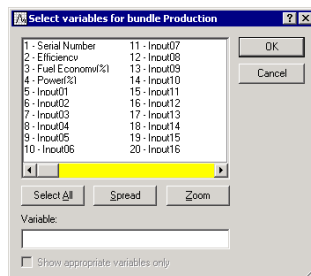 Select variables for bundle Production
1 - Serial Number
2 - Efficiency
3 - Fuel Economy(%)
4 - Power(%)
5 - Input01
6 - Input02
7 - Input03
8 - Input04
9 - Input05
10 - Input06
11 - Input07
12 - Input08
13 - Input09
14 - Input10
15 - Input11
16 - Input12
17 - Input13
18 - Input14
19 - Input15
20 - Input16
OK
Cancel
Select All
Spread
Zoom
Variable:
Show appropriate variables only